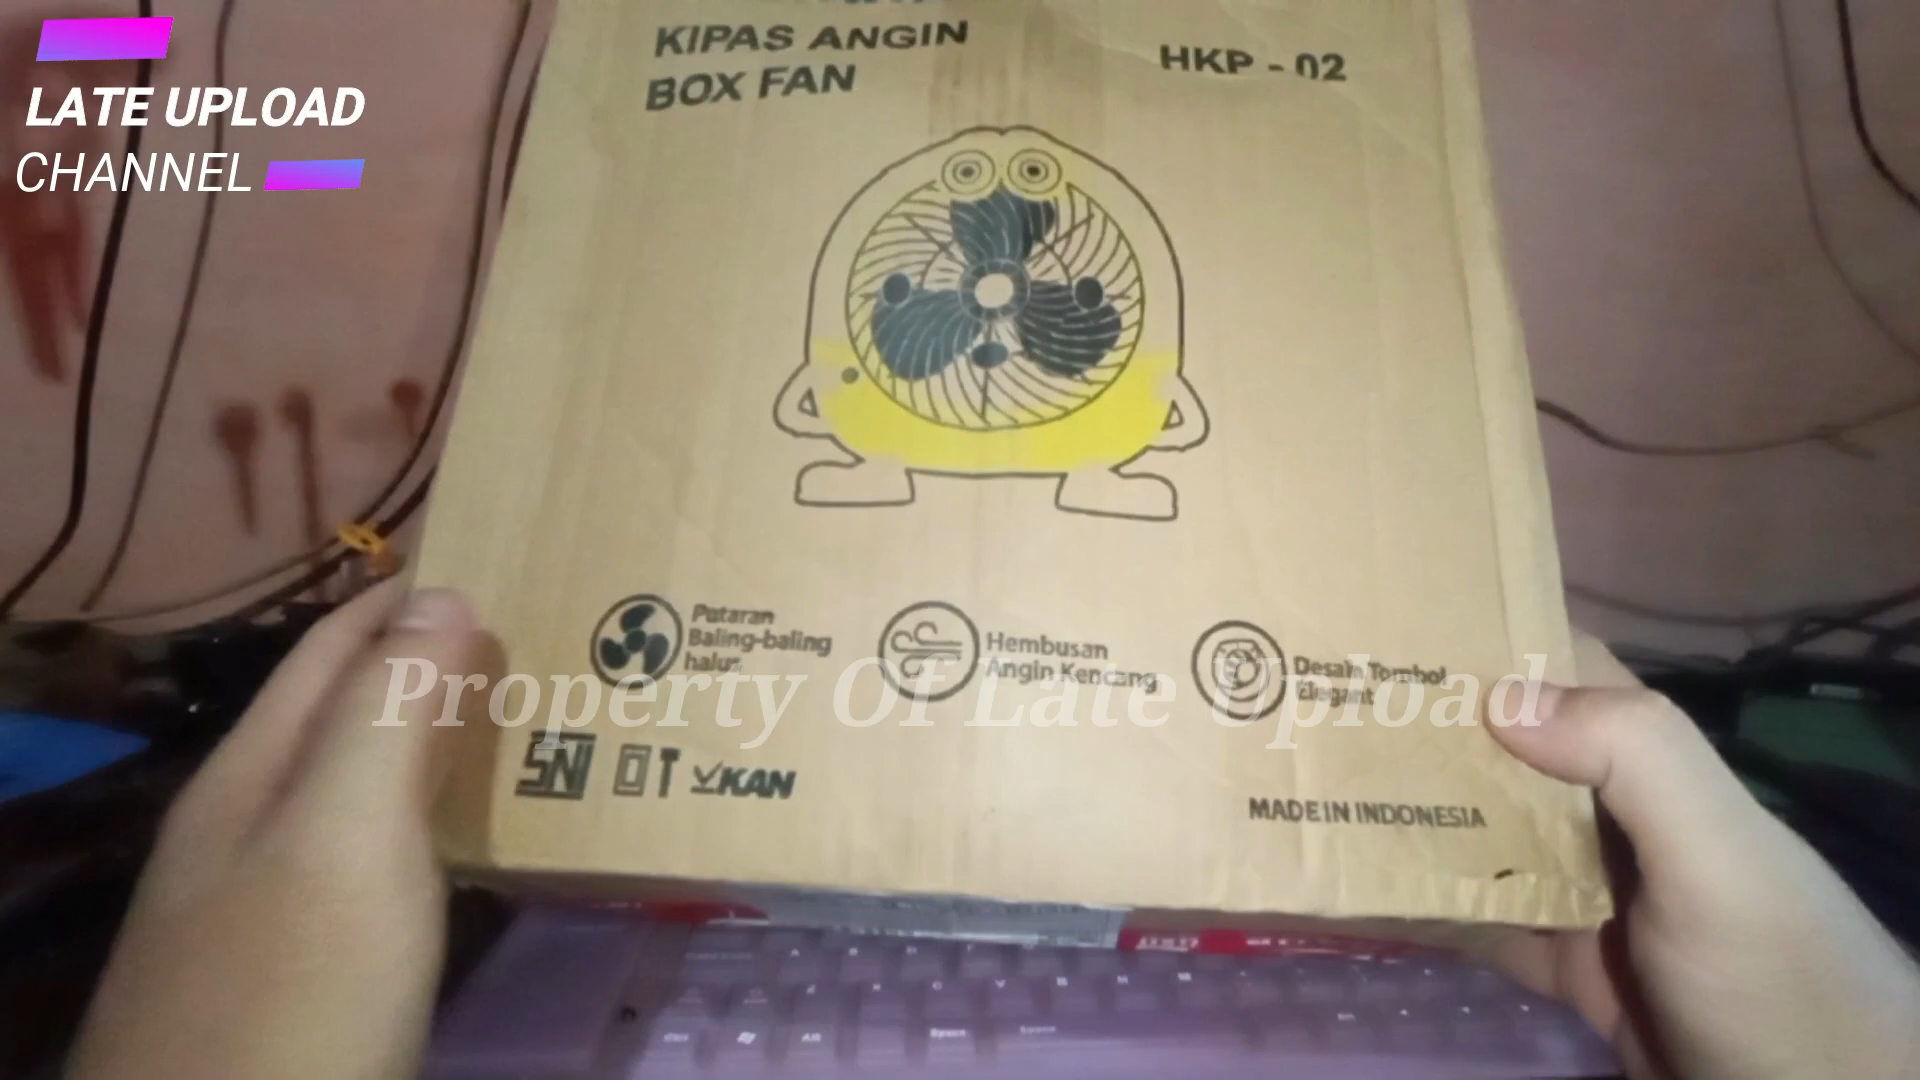 LATE UPLOAD
CHANNEL
KIPAS ANGIN
BOX FAN
HKP - 02
Putaran
Baling-baling
halus
Hembusan
Angin Kencang
Desain Tombol
Elegant
Property Of Late Upload
SNI
KAN
MADE IN INDONESIA